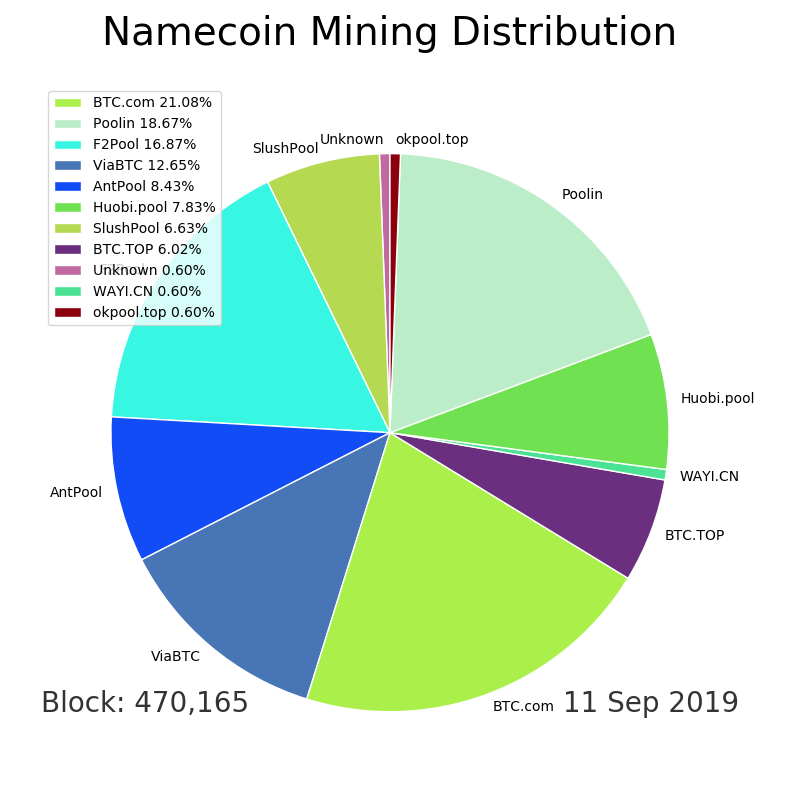 Namecoin Mining Distribution
BTC.com 21.08%
Poolin 18.67%
F2Pool 16.87%
ViaBTC 12.65%
AntPool 8.43%
Huobi.pool 7.83%
SlushPool 6.63%
BTC.TOP 6.02%
Unknown 0.60%
WAYI.CN 0.60%
okpool.top 0.60%
SlushPool
Unknown
okpool.top
Poolin
Huobi.pool
WAYI.CN
BTC.TOP
AntPool
ViaBTC
BTC.com
Block: 470,165
11 Sep 2019